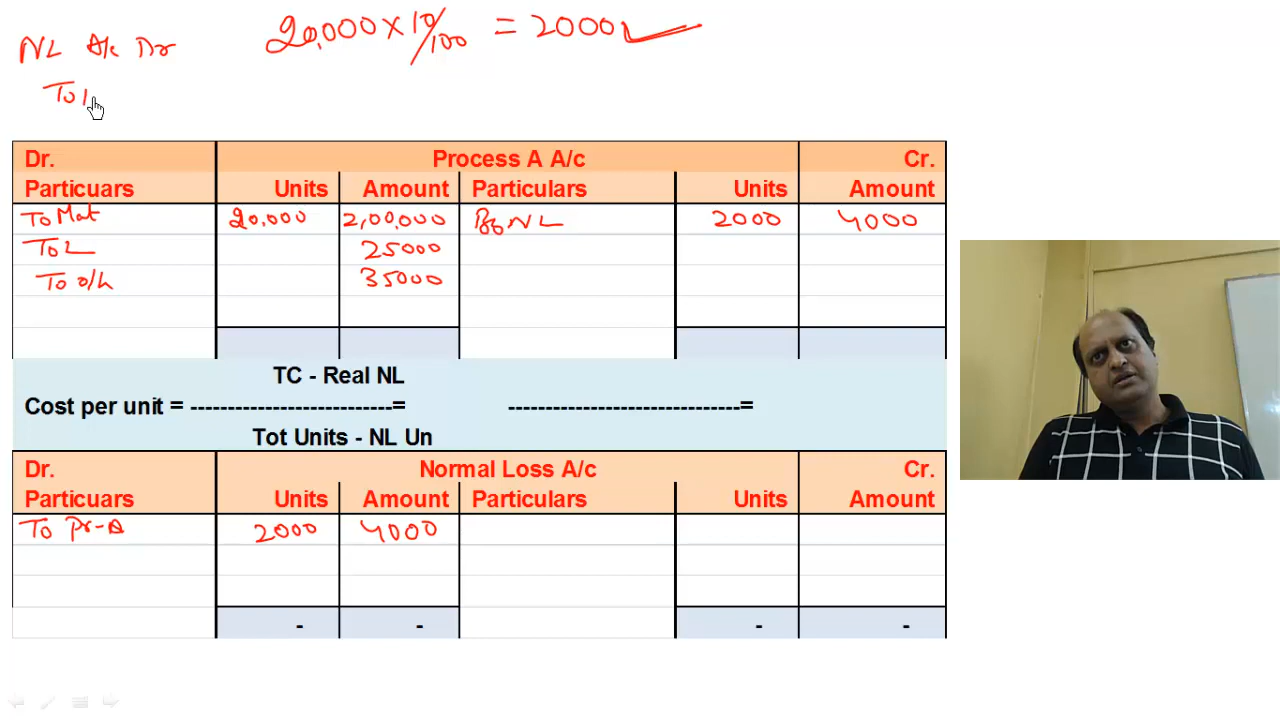 20,000 × 10/100 = 2000
NL A/c Dr
To
Dr. Process A A/c Cr.
Particuars Units Amount Particulars Units Amount
To Mat 20,000 2,00,000 By NL 2000 4000
To L 25000
To o/h 35000
TC - Real NL
Cost per unit = ---------------------------= ------------------------------=
Tot Units - NL Un
Dr. Normal Loss A/c Cr.
Particuars Units Amount Particulars Units Amount
To Pr-A 2000 4000
- - - -